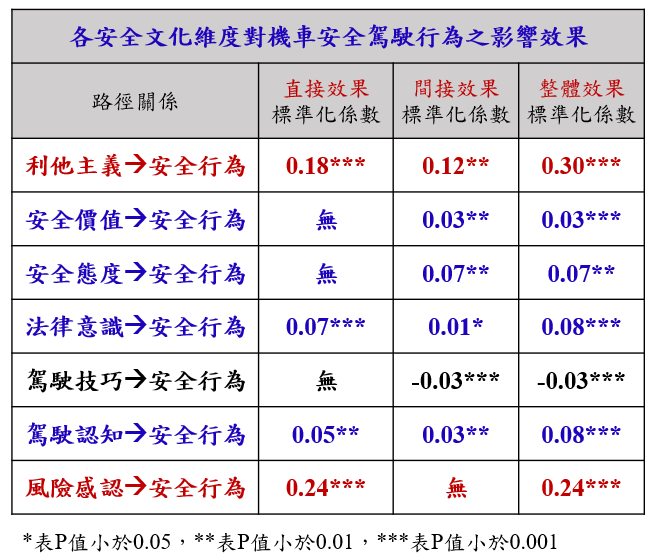 各安全文化維度對機車安全駕駛行為之影響效果
路徑關係 直接效果 標準化係數 間接效果 標準化係數 整體效果 標準化係數
利他主義→安全行為 0.18*** 0.12** 0.30***
安全價值→安全行為 無 0.03** 0.03***
安全態度→安全行為 無 0.07** 0.07**
法律意識→安全行為 0.07*** 0.01* 0.08***
駕駛技巧→安全行為 無 -0.03*** -0.03***
駕駛認知→安全行為 0.05** 0.03** 0.08***
風險感認→安全行為 0.24*** 無 0.24***
*表P值小於0.05，**表P值小於0.01，***表P值小於0.001